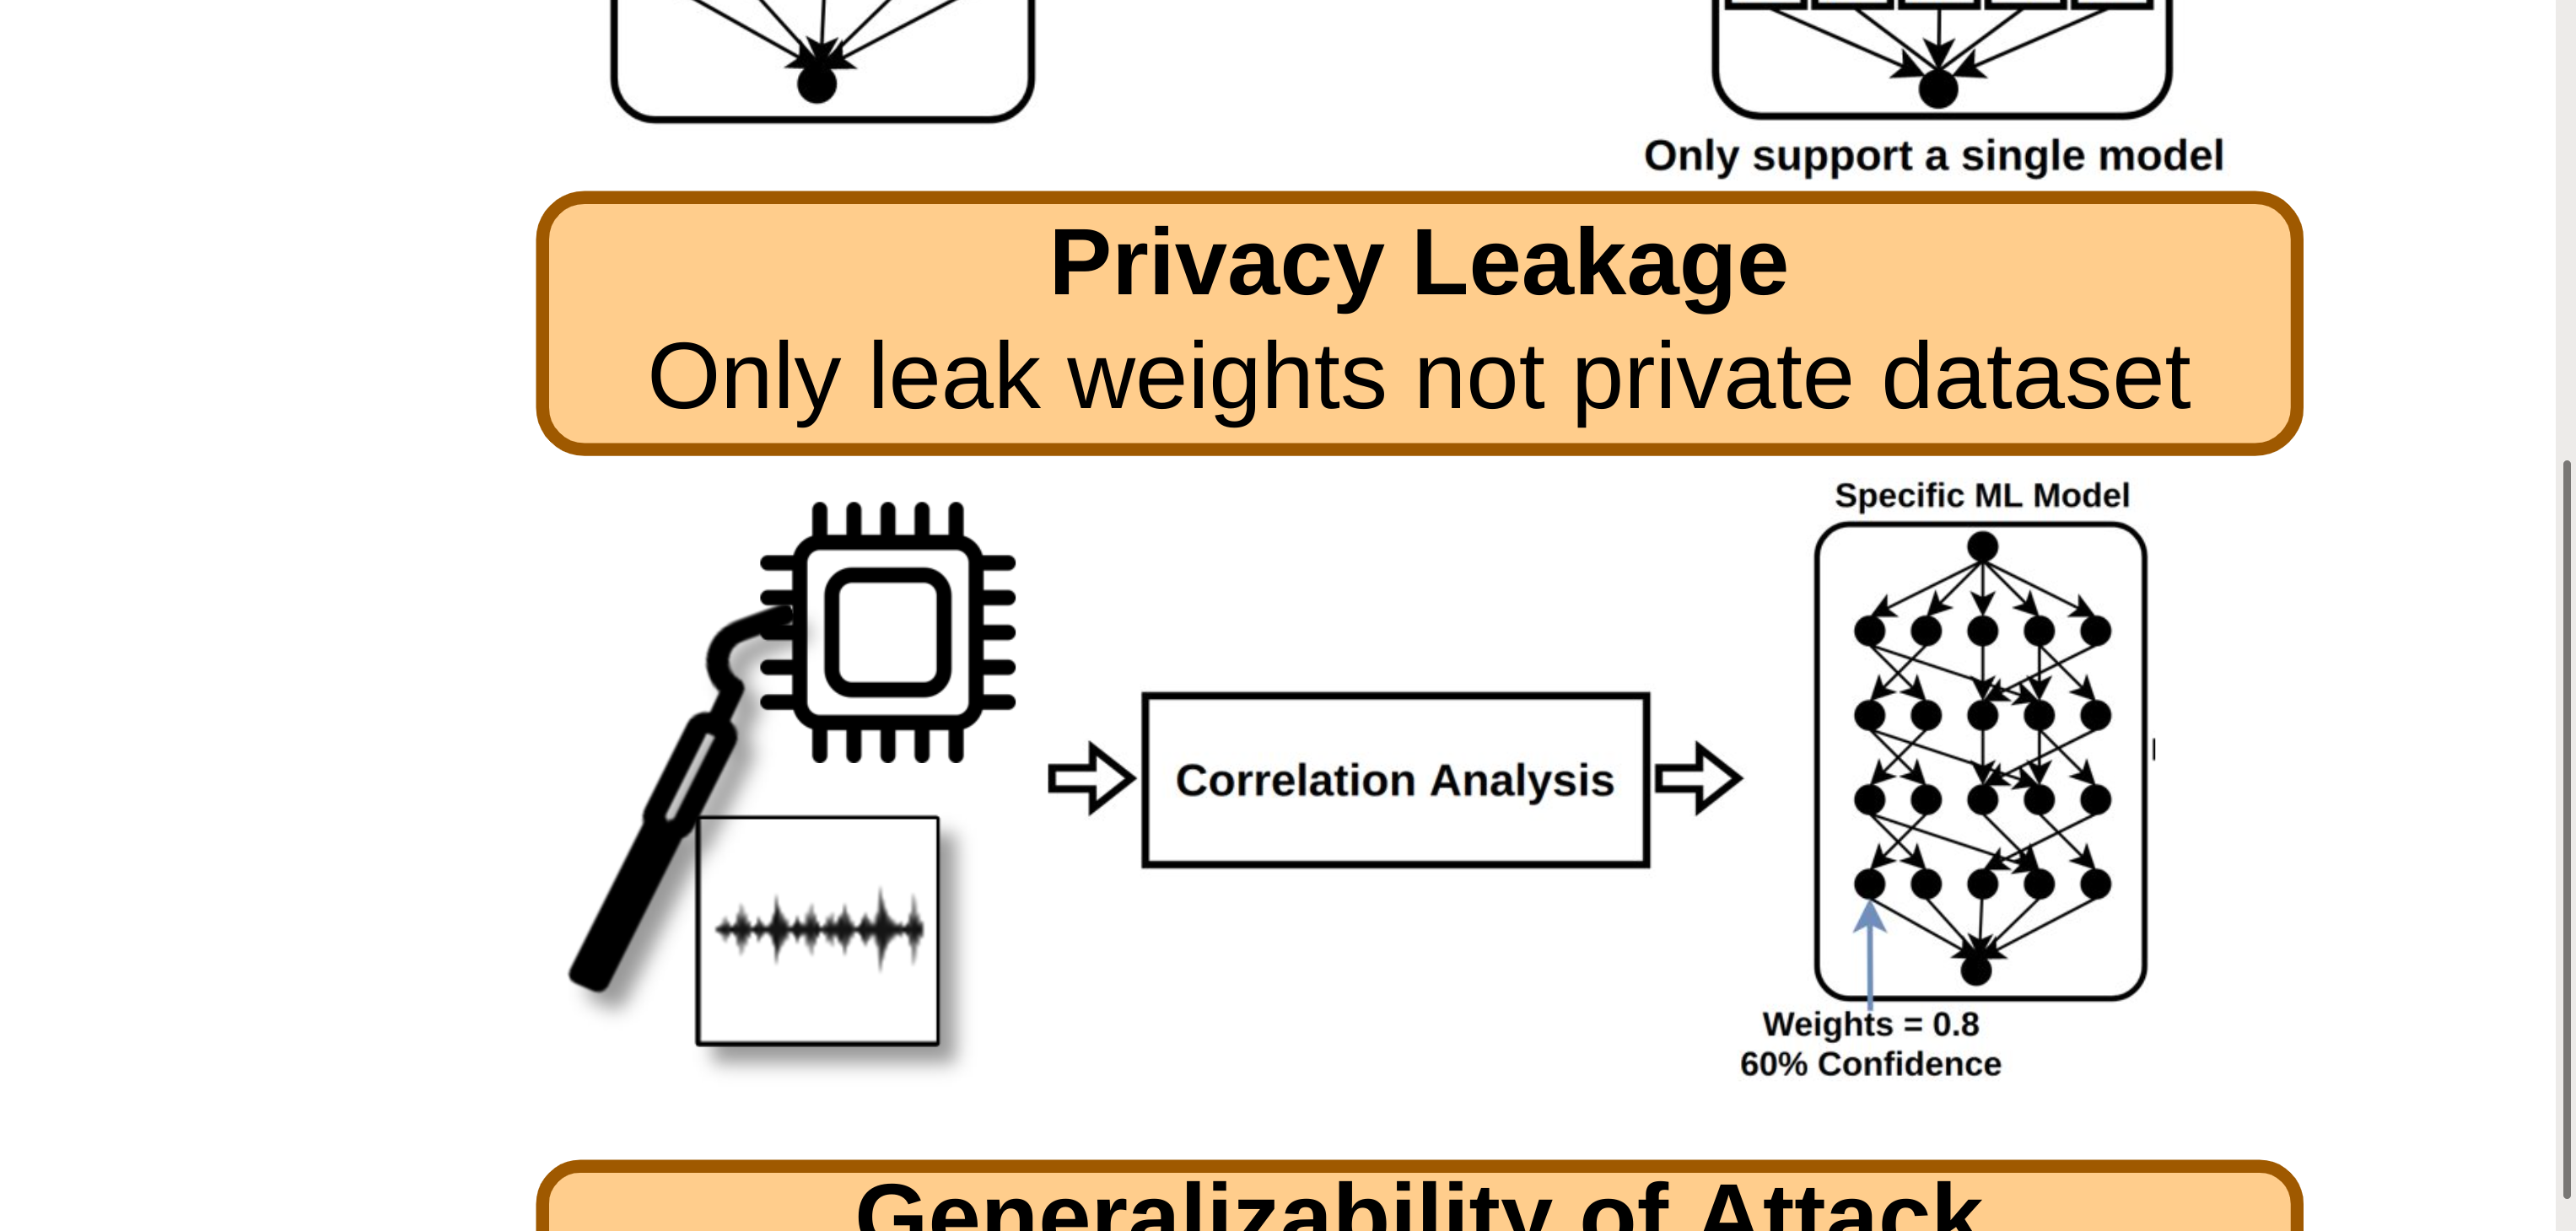 Only support a single model
Privacy Leakage
Only leak weights not private dataset
Specific ML Model
Correlation Analysis
Weights = 0.8
60% Confidence
Generalizability of Attack